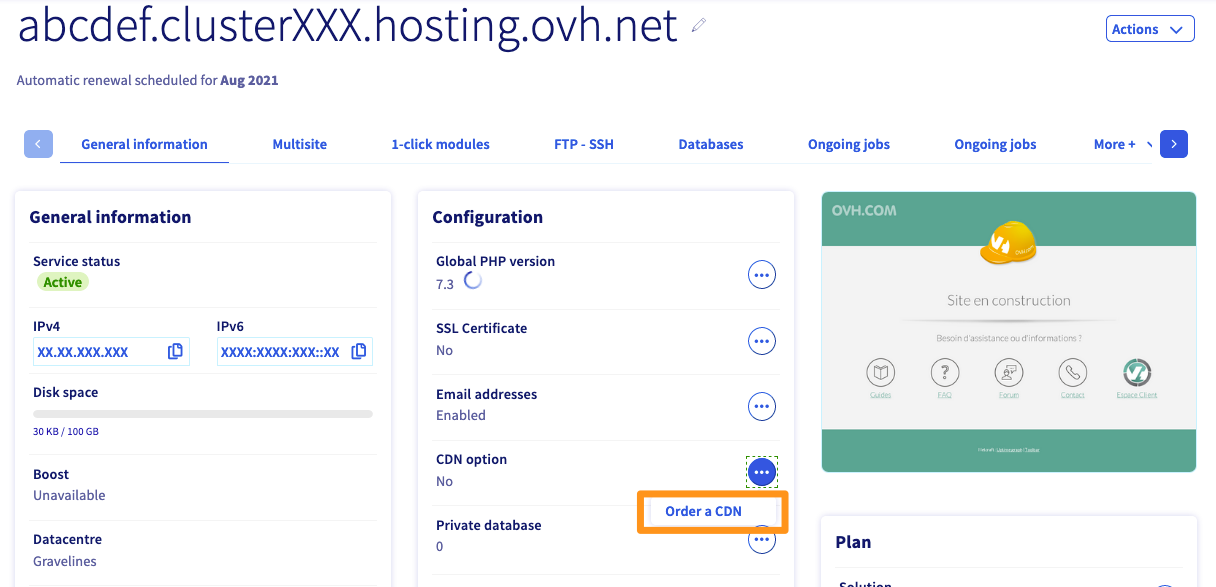 abcdef.clusterXXX.hosting.ovh.net
Actions
Automatic renewal scheduled for Aug 2021
General information
Multisite
1-click modules
FTP - SSH
Databases
Ongoing jobs
Ongoing jobs
More +
General information
Service status
Active
IPv4
IPv6
XX.XX.XXX.XXX
XXXX:XXXX:XXX::XX
Disk space
30 KB / 100 GB
Boost
Unavailable
Datacentre
Gravelines
Configuration
Global PHP version
7.3
SSL Certificate
No
Email addresses
Enabled
CDN option
No
Order a CDN
Private database
0
OVH.COM
Site en construction
Besoin d'assistance ou d'informations ?
Guides
FAQ
Forum
Contact
Espace Client
Plan
Solution